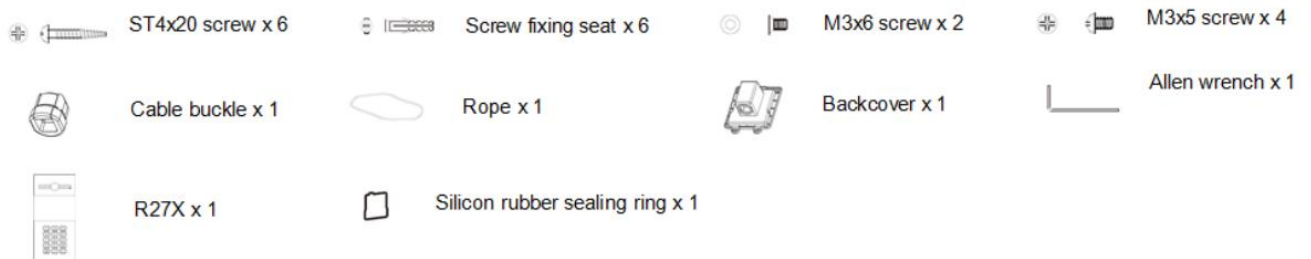 ST4x20 screw x 6
Screw fixing seat x 6
M3x6 screw x 2
M3x5 screw x 4
Cable buckle x 1
Rope x 1
Backcover x 1
Allen wrench x 1
R27X x 1
Silicon rubber sealing ring x 1